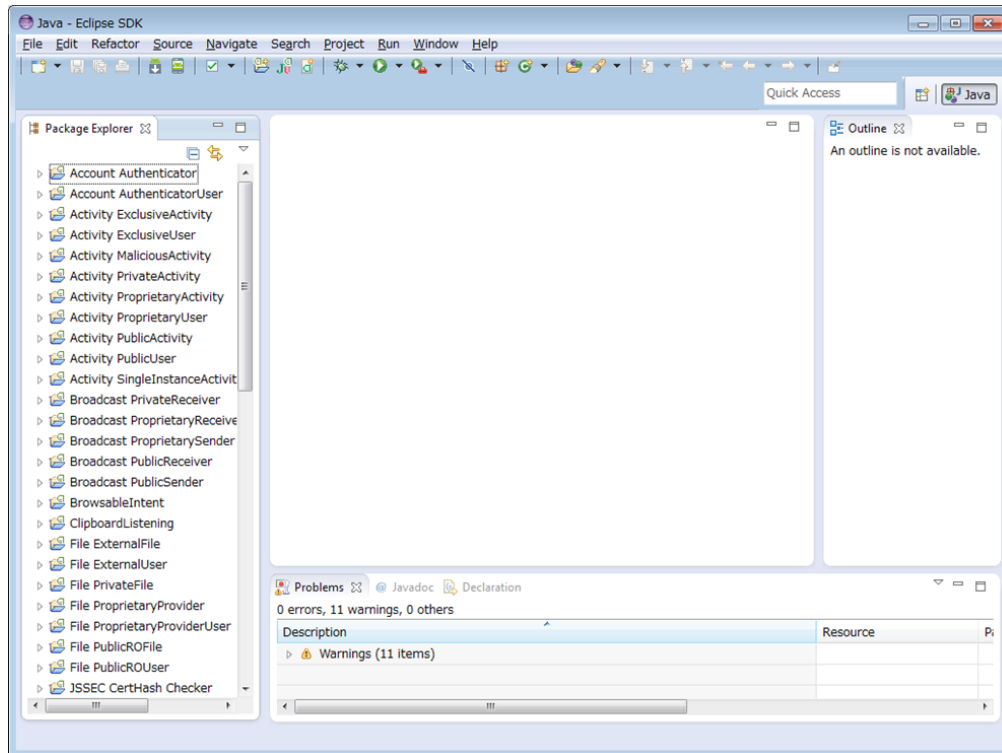 Java - Eclipse SDK
File Edit Refactor Source Navigate Search Project Run Window Help
Quick Access
Java
Package Explorer
Account Authenticator
Account AuthenticatorUser
Activity ExclusiveActivity
Activity ExclusiveUser
Activity MaliciousActivity
Activity PrivateActivity
Activity ProprietaryActivity
Activity ProprietaryUser
Activity PublicActivity
Activity PublicUser
Activity SingleInstanceActivit
Broadcast PrivateReceiver
Broadcast ProprietaryReceive
Broadcast ProprietarySender
Broadcast PublicReceiver
Broadcast PublicSender
BrowsableIntent
ClipboardListening
File ExternalFile
File ExternalUser
File PrivateFile
File ProprietaryProvider
File ProprietaryProviderUser
File PublicROFile
File PublicROUser
JSSEC CertHash Checker
Outline
An outline is not available.
Problems @ Javadoc Declaration
0 errors, 11 warnings, 0 others
Description Resource Pa
Warnings (11 items)